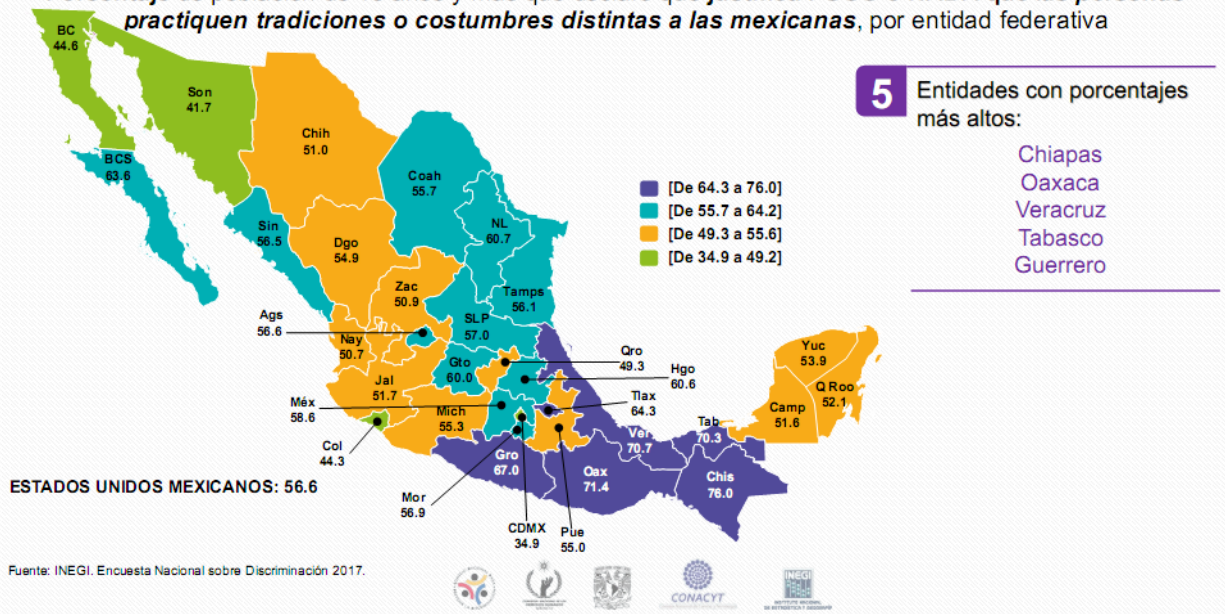 practiquen tradiciones o costumbres distintas a las mexicanas, por entidad federativa
BC
44.6
Son
41.7
Chih
51.0
BCS
63.6
Coah
55.7
Sin
56.5
Dgo
54.9
NL
60.7
Zac
50.9
Tamps
56.1
Ags
56.6
SLP
57.0
Nay
50.7
Gto
60.0
Qro
49.3
Hgo
60.6
Jal
51.7
Méx
58.6
Mich
55.3
Tlax
64.3
Col
44.3
Gro
67.0
Oax
71.4
Ver
70.7
Tab
70.3
Chis
76.0
Yuc
53.9
Q Roo
52.1
Camp
51.6
Mor
56.9
CDMX
34.9
Pue
55.0
[De 64.3 a 76.0]
[De 55.7 a 64.2]
[De 49.3 a 55.6]
[De 34.9 a 49.2]
5
Entidades con porcentajes
más altos:
Chiapas
Oaxaca
Veracruz
Tabasco
Guerrero
ESTADOS UNIDOS MEXICANOS: 56.6
Fuente: INEGI. Encuesta Nacional sobre Discriminación 2017.
CONACYT
INEGI